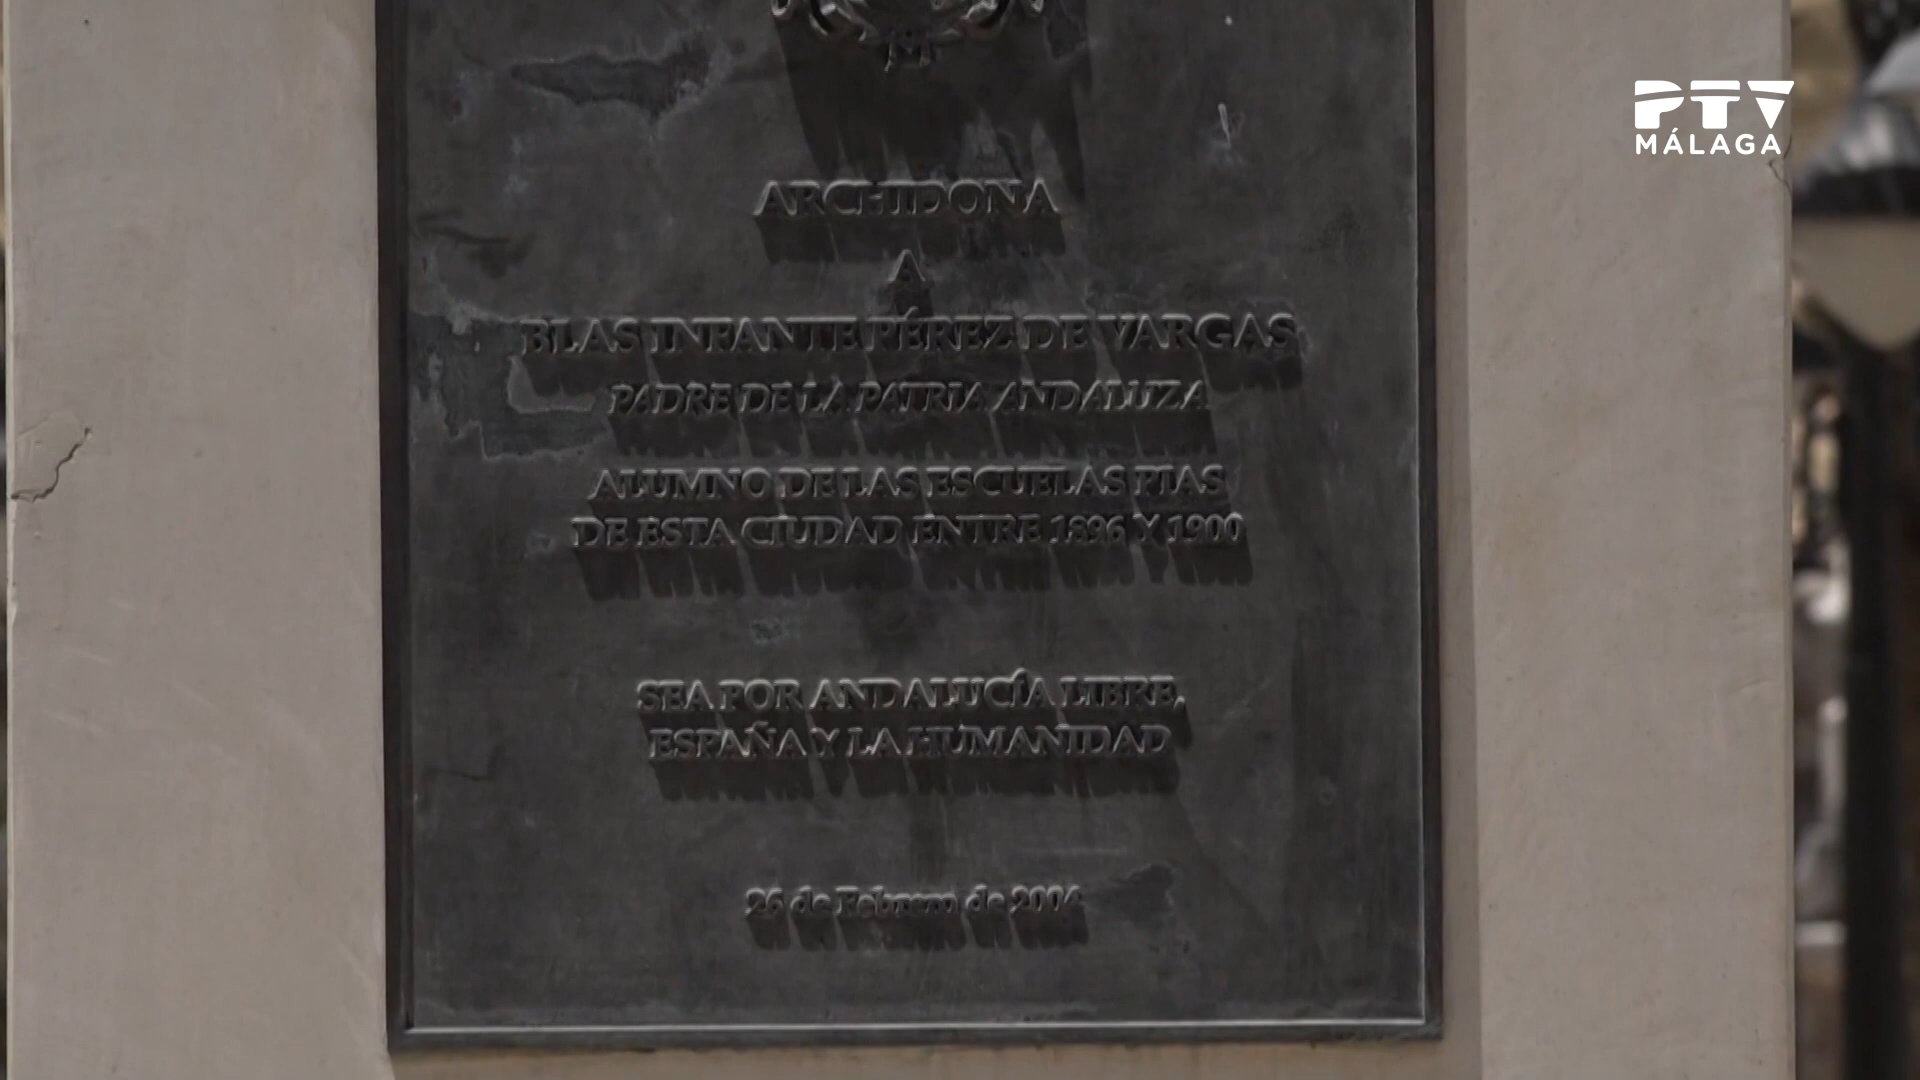 PTV
MÁLAGA
ARCHIDONA
A
BLAS INFANTE PÉREZ DE VARGAS
PADRE DE LA PATRIA ANDALUZA
ALUMNO DE LAS ESCUELAS PIAS
DE ESTA CIUDAD ENTRE 1896 Y 1900
SEA POR ANDALUCÍA LIBRE,
ESPAÑA Y LA HUMANIDAD
26 de Febrero de 2004